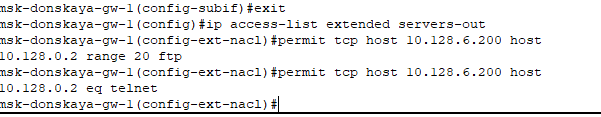 msk-donskaya-gw-1(config-subif)#exit
msk-donskaya-gw-1(config)#ip access-list extended servers-out
msk-donskaya-gw-1(config-ext-nacl)#permit tcp host 10.128.6.200 host
10.128.0.2 range 20 ftp
msk-donskaya-gw-1(config-ext-nacl)#permit tcp host 10.128.6.200 host
10.128.0.2 eq telnet
msk-donskaya-gw-1(config-ext-nacl)#